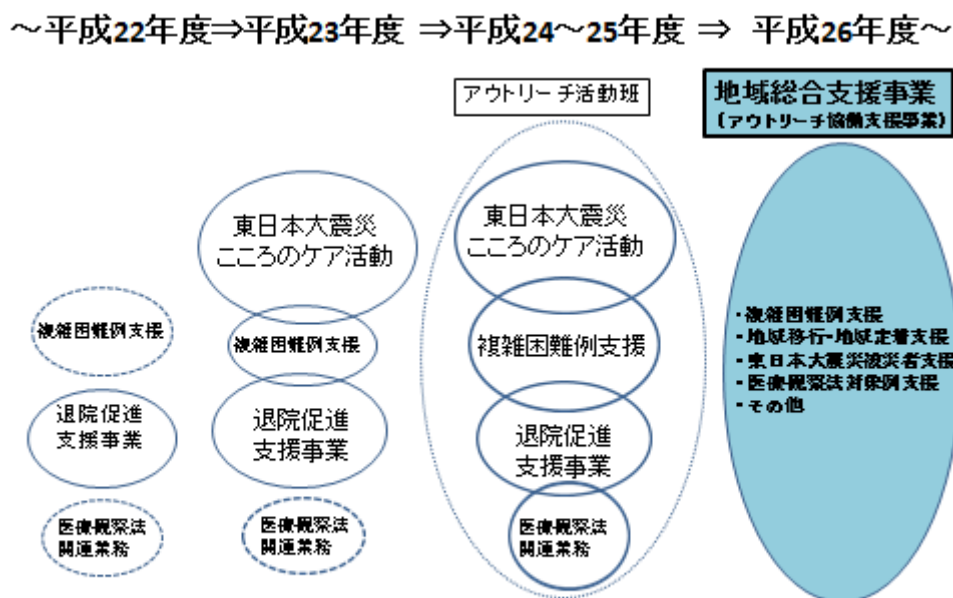 ～平成22年度⇒平成23年度 ⇒平成24～25年度 ⇒ 平成26年度～
複雑困難例支援
退院促進
支援事業
医療観察法
関連業務
東日本大震災
こころのケア活動
複雑困難例支援
退院促進
支援事業
医療観察法
関連業務
アウトリーチ活動班
東日本大震災
こころのケア活動
複雑困難例支援
退院促進
支援事業
医療観察法
関連業務
地域総合支援事業
(アウトリーチ協働支援事業)
・複雑困難例支援
・地域移行・地域定着支援
・東日本大震災被災者支援
・医療観察法対象例支援
・その他